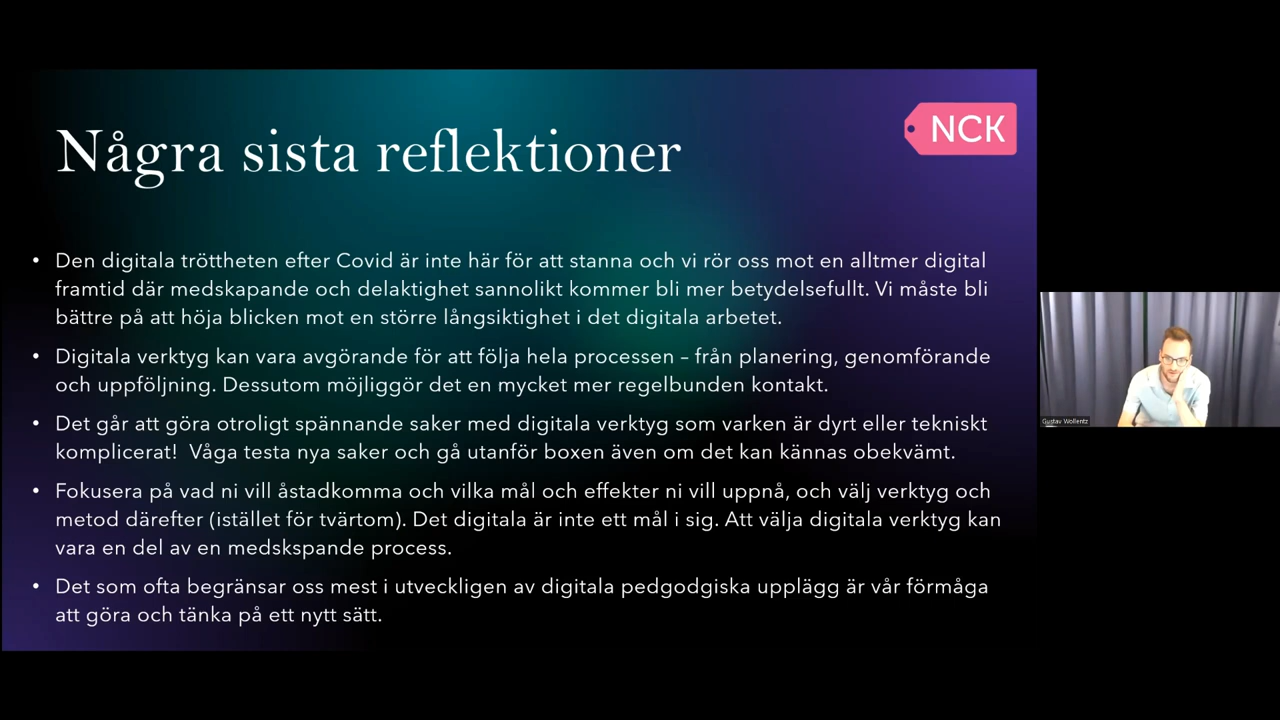 Några sista reflektioner
NCK
• Den digitala tröttheten efter Covid är inte här för att stanna och vi rör oss mot en alltmer digital
framtid där medskapande och delaktighet sannolikt kommer bli mer betydelsefullt. Vi måste bli
bättre på att höja blicken mot en större långsiktighet i det digitala arbetet.
• Digitala verktyg kan vara avgörande för att följa hela processen – från planering, genomförande
och uppföljning. Dessutom möjliggör det en mycket mer regelbunden kontakt.
• Det går att göra otroligt spännande saker med digitala verktyg som varken är dyrt eller tekniskt
komplicerat! Våga testa nya saker och gå utanför boxen även om det kan kännas obekvämt.
• Fokusera på vad ni vill åstadkomma och vilka mål och effekter ni vill uppnå, och välj verktyg och
metod därefter (istället för tvärtom). Det digitala är inte ett mål i sig. Att välja digitala verktyg kan
vara en del av en medskspande process.
• Det som ofta begränsar oss mest i utveckligen av digitala pedgodgiska upplägg är vår förmåga
att göra och tänka på ett nytt sätt.
Gustav Wollentz